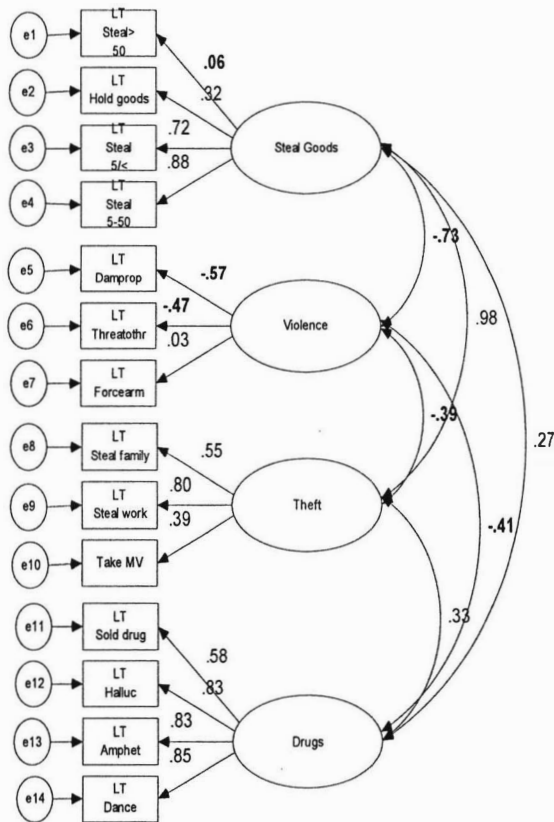 e1
LT
Steal>
50
.06
e2
LT
Hold goods
.32
e3
LT
Steal
5/<
.72
Steal Goods
.88
e4
LT
Steal
5-50
-.73
e5
LT
Damprop
-.57
e6
LT
Threatothr
-.47
Violence
.98
.03
e7
LT
Forcearm
-.39
e8
LT
Steal family
.55
.27
e9
LT
Steal work
.80
Theft
.39
-.41
e10
Take MV
.33
e11
LT
Sold drug
.58
e12
LT
Halluc
.83
e13
LT
Amphet
.83
Drugs
.85
e14
LT
Dance